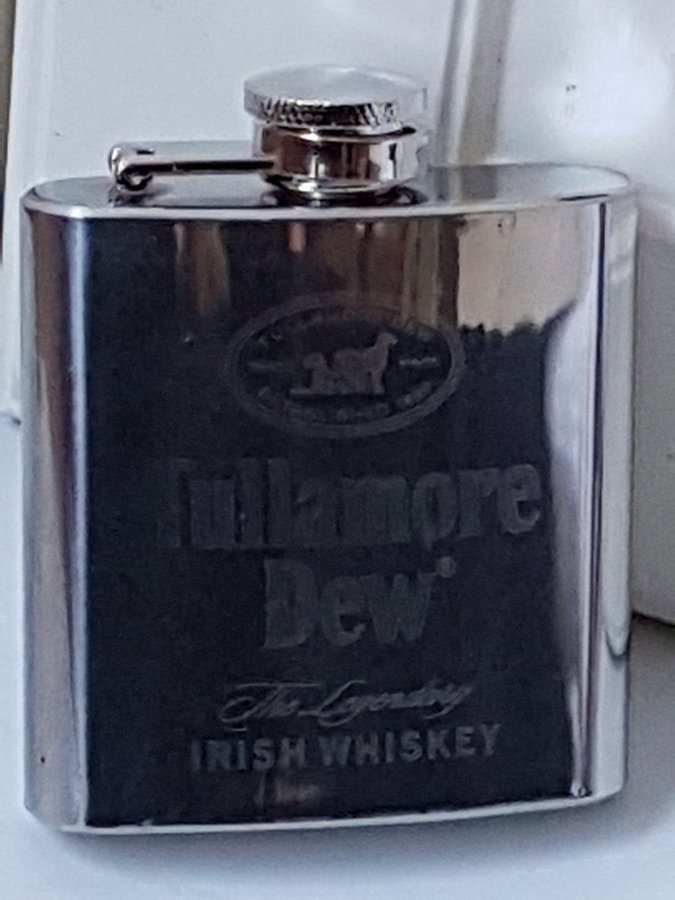 Tullamore
Dew®
The Legendary
IRISH WHISKEY